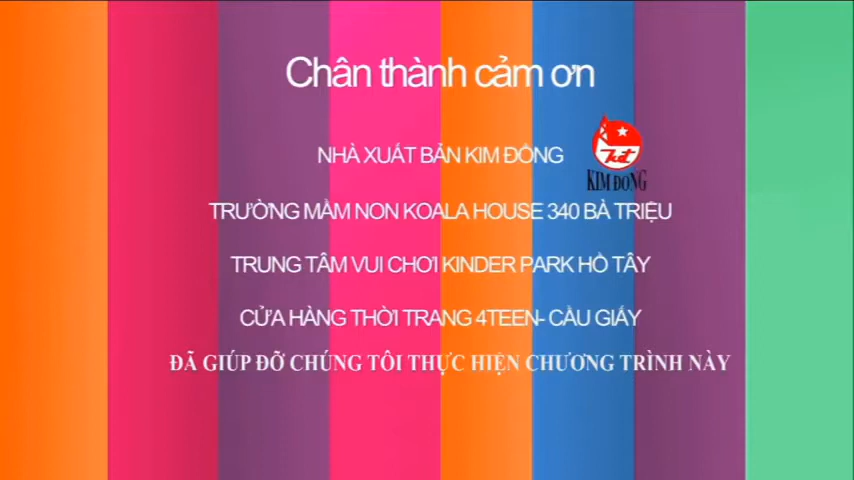 Chân thành cảm ơn
NHÀ XUẤT BẢN KIM ĐỒNG
KIM ĐỒNG
TRƯỜNG MẦM NON KOALA HOUSE 340 BÀ TRIỆU
TRUNG TÂM VUI CHƠI KINDER PARK HỒ TÂY
CỬA HÀNG THỜI TRANG 4TEEN- CẦU GIẤY
ĐÃ GIÚP ĐỠ CHÚNG TÔI THỰC HIỆN CHƯƠNG TRÌNH NÀY